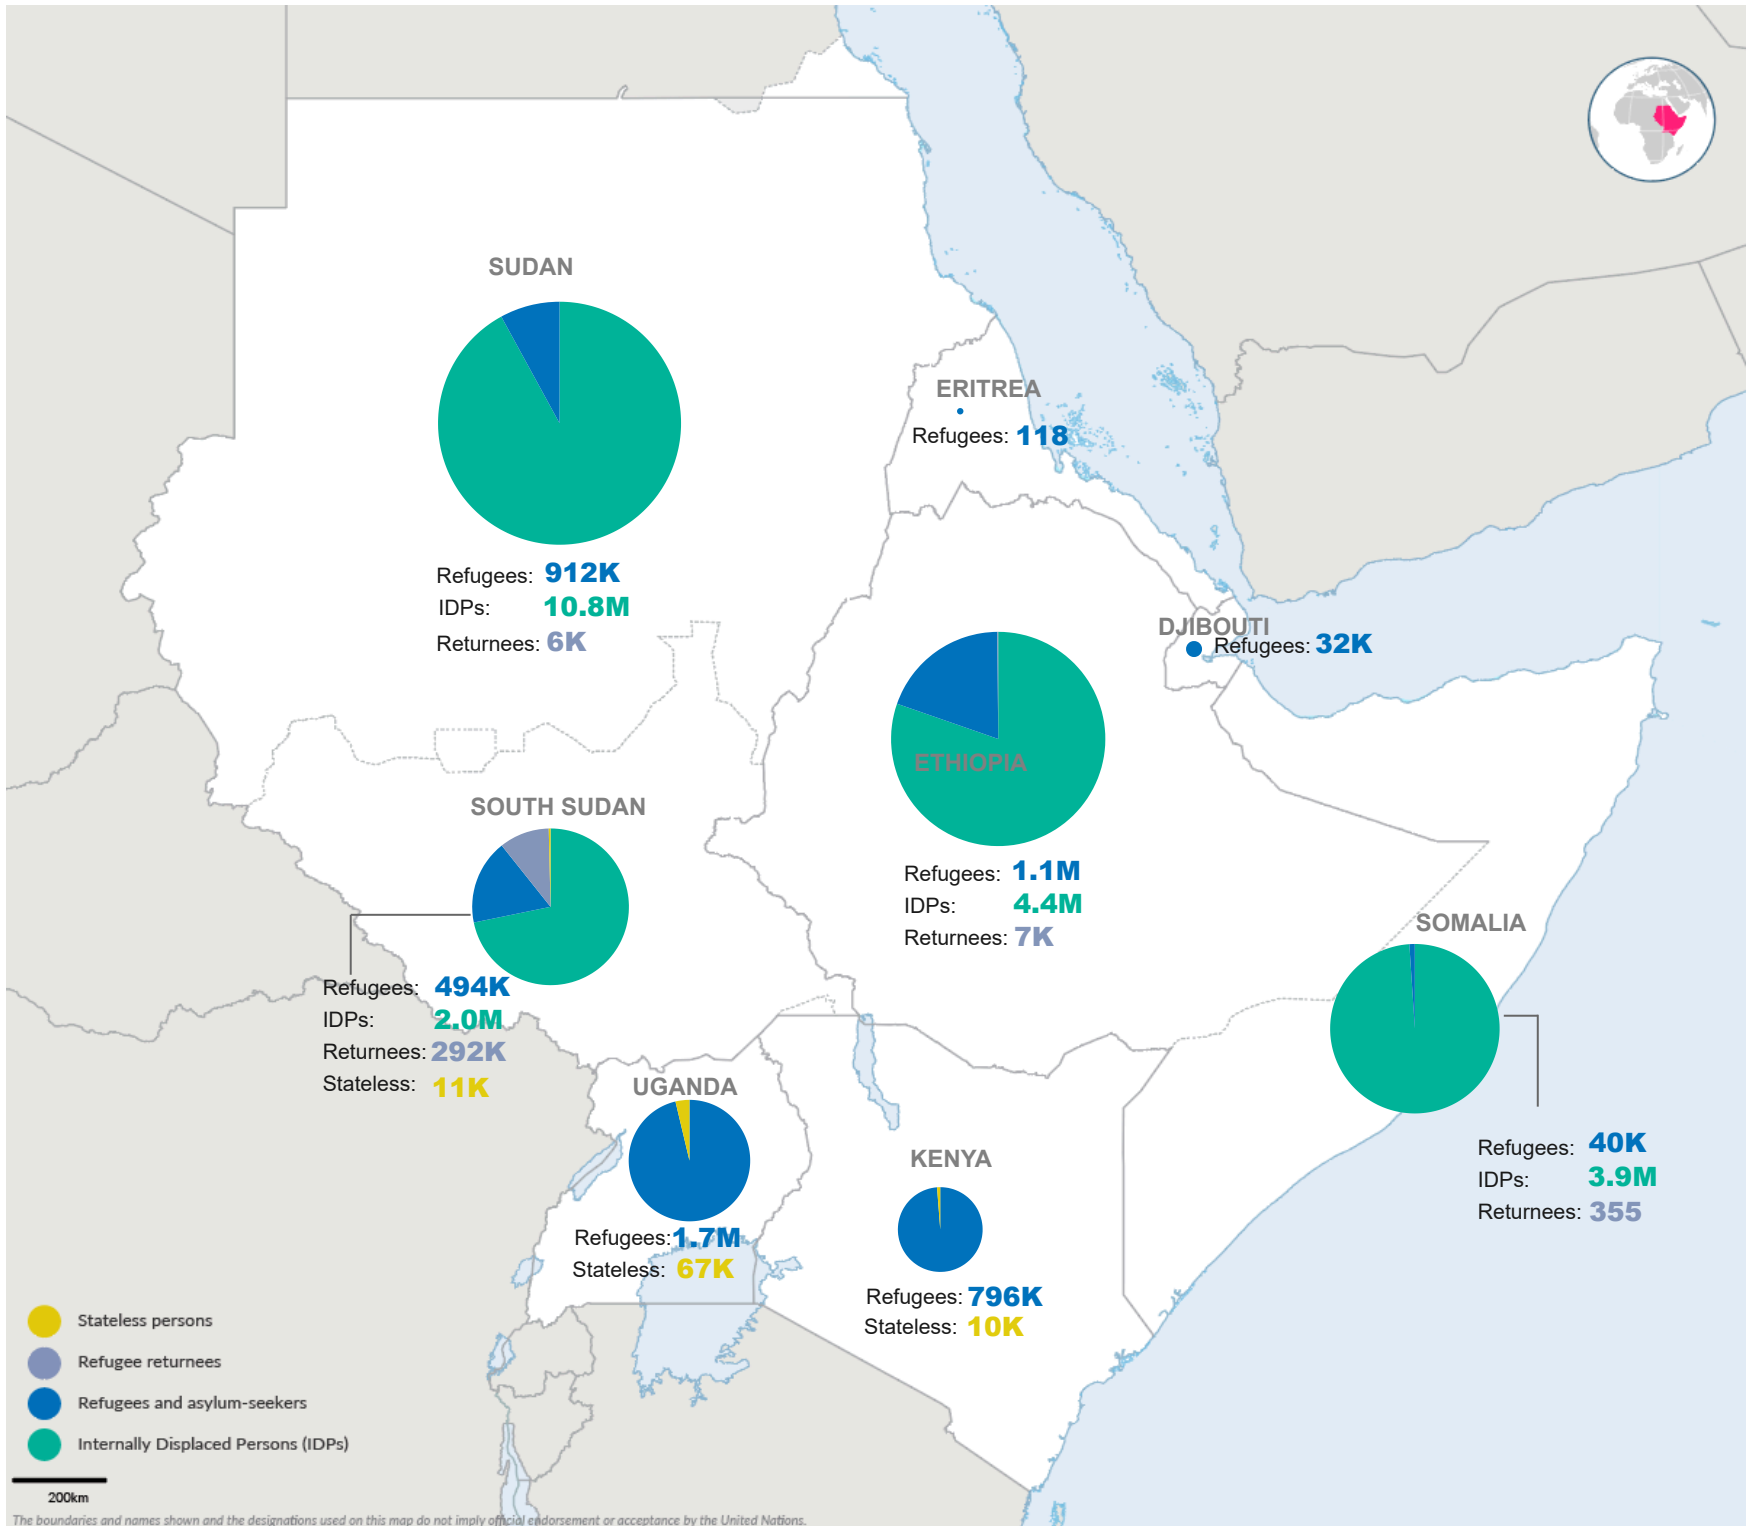 SUDAN
Refugees: 912K
IDPs: 10.8M
Returnees: 6K
ERITREA
Refugees: 118
DJIBOUTI
Refugees: 32K
ETHIOPIA
Refugees: 1.1M
IDPs: 4.4M
Returnees: 7K
SOUTH SUDAN
Refugees: 494K
IDPs: 2.0M
Returnees: 292K
Stateless: 11K
SOMALIA
Refugees: 40K
IDPs: 3.9M
Returnees: 355
UGANDA
Refugees: 1.7M
Stateless: 67K
KENYA
Refugees: 796K
Stateless: 10K
Stateless persons
Refugee returnees
Refugees and asylum-seekers
Internally Displaced Persons (IDPs)
200km
The boundaries and names shown and the designations used on this map do not imply official endorsement or acceptance by the United Nations.